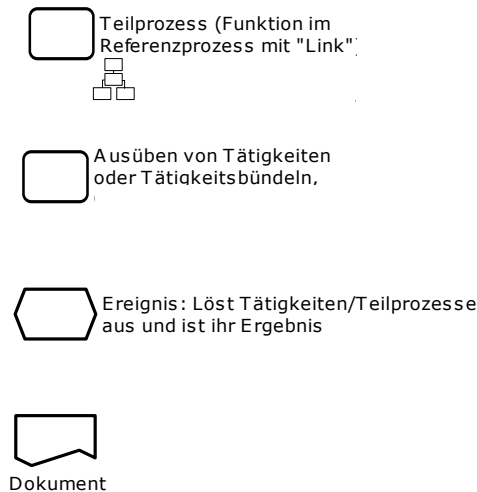 Teilprozess (Funktion im
Referenzprozess mit "Link")
Ausüben von Tätigkeiten
oder Tätigkeitsbündeln,
Ereignis: Löst Tätigkeiten/Teilprozesse
aus und ist ihr Ergebnis
Dokument